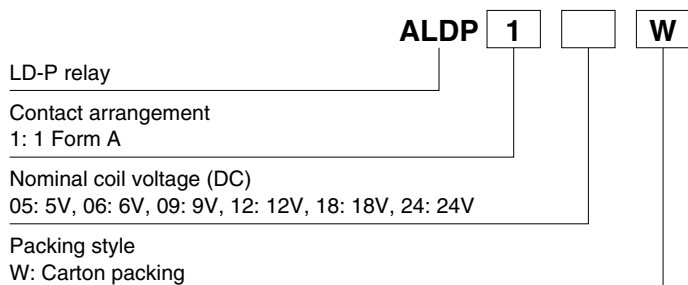 ALDP 1 W
LD-P relay
Contact arrangement
1: 1 Form A
Nominal coil voltage (DC)
05: 5V, 06: 6V, 09: 9V, 12: 12V, 18: 18V, 24: 24V
Packing style
W: Carton packing